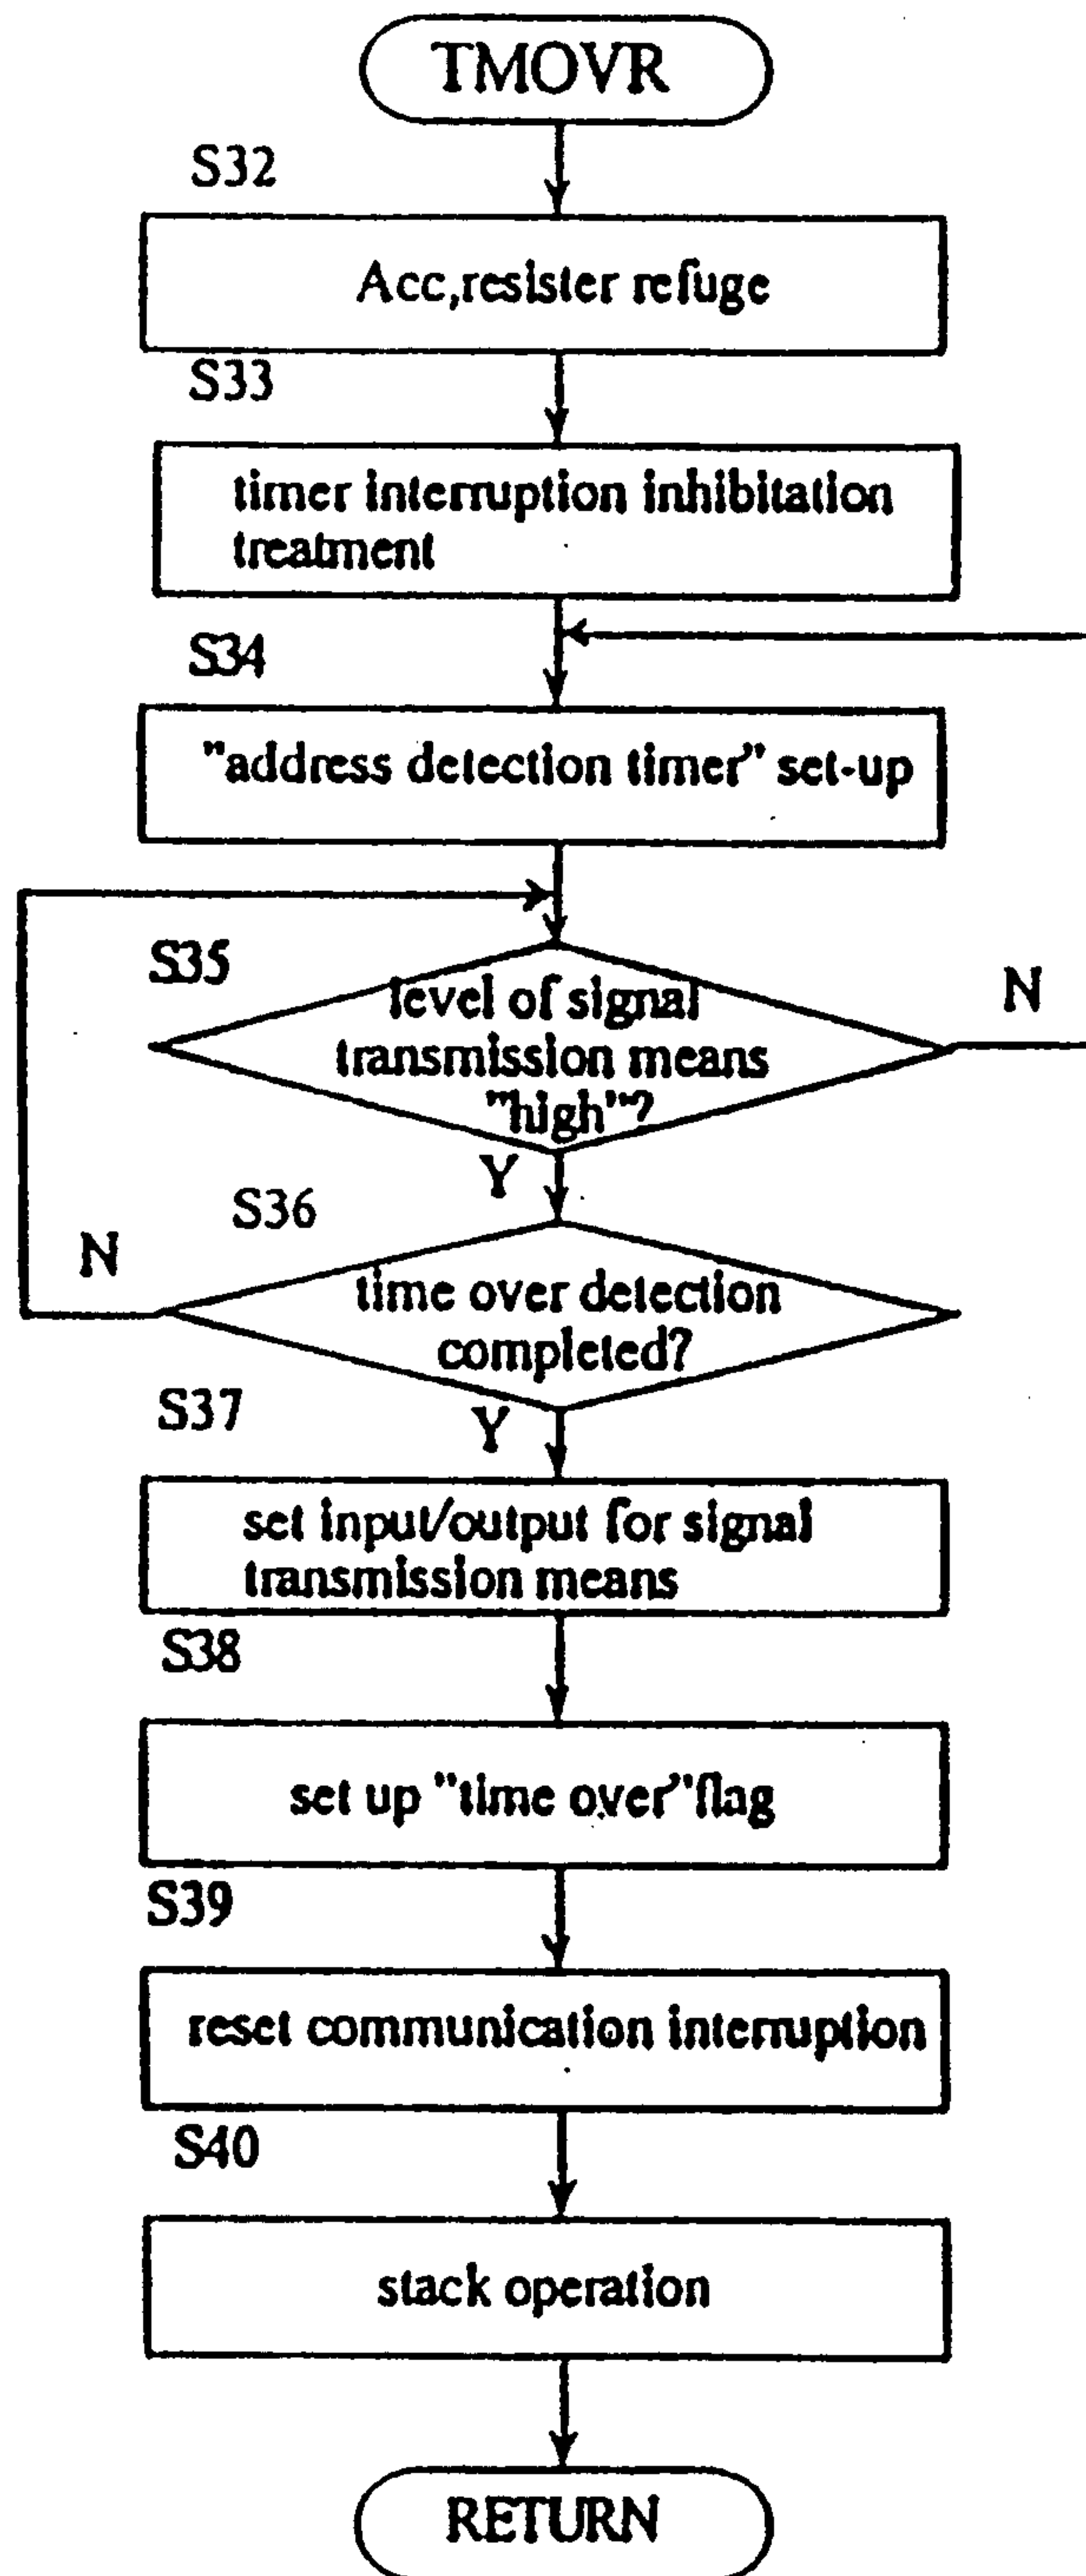 TMOVR
S32
Acc,resister refuge
S33
timer interruption inhibitation
treatment
S34
"address detection timer" set-up
S35
level of signal
transmission means
"high"?
N
Y
S36
N
time over detection
completed?
S37
Y
set input/output for signal
transmission means
S38
set up "time over"flag
S39
reset communication interruption
S40
stack operation
RETURN